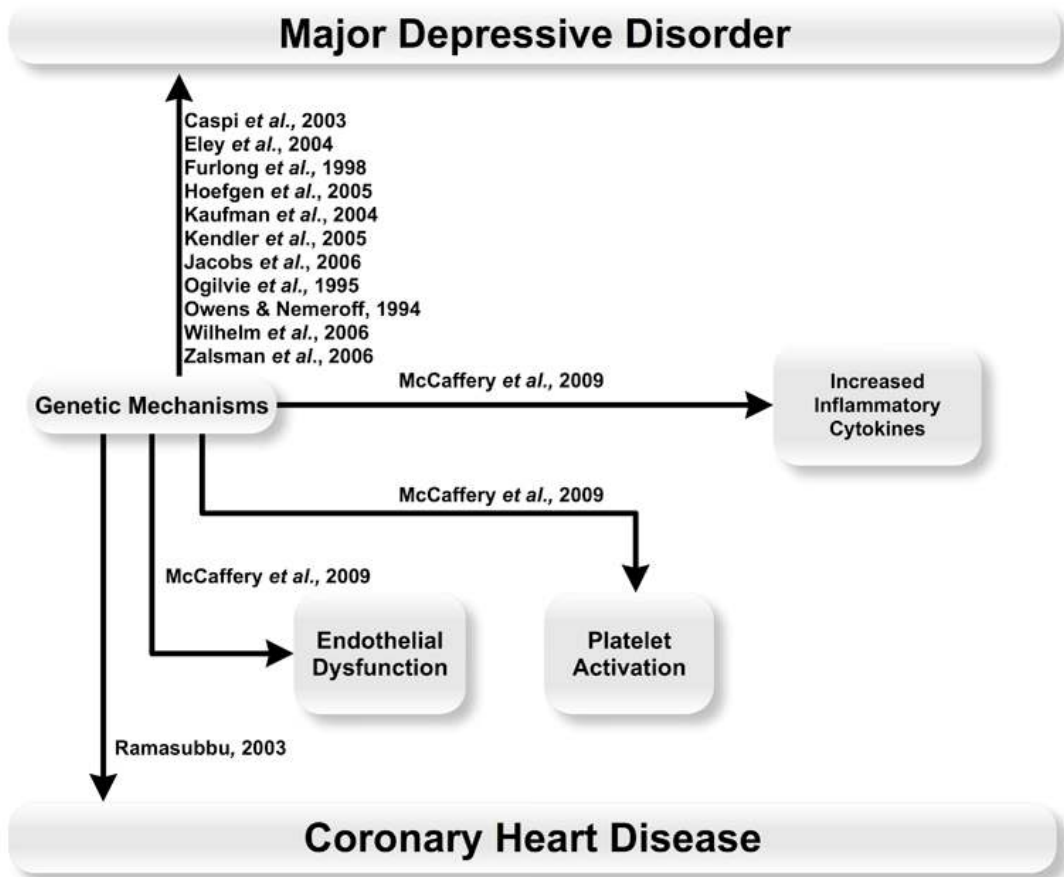 Major Depressive Disorder
Caspi et al., 2003
Eley et al., 2004
Furlong et al., 1998
Hoefgen et al., 2005
Kaufman et al., 2004
Kendler et al., 2005
Jacobs et al., 2006
Ogilvie et al., 1995
Owens & Nemeroff, 1994
Wilhelm et al., 2006
Zalsman et al., 2006
Genetic Mechanisms
McCaffery et al., 2009
Increased
Inflammatory
Cytokines
McCaffery et al., 2009
McCaffery et al., 2009
Endothelial
Dysfunction
Platelet
Activation
Ramasubbu, 2003
Coronary Heart Disease